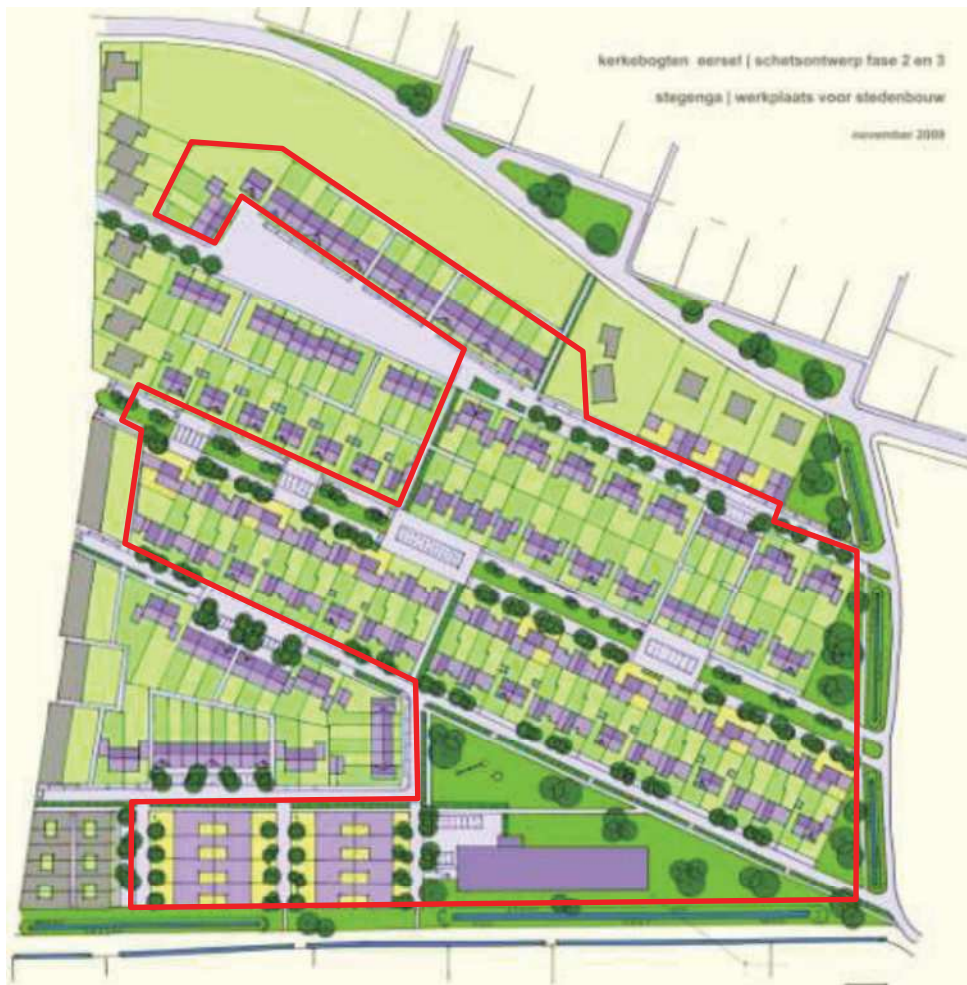 kerkebogten eersel | schetsontwerp fase 2 en 3
stegenga | werkplaats voor stedenbouw
november 2009